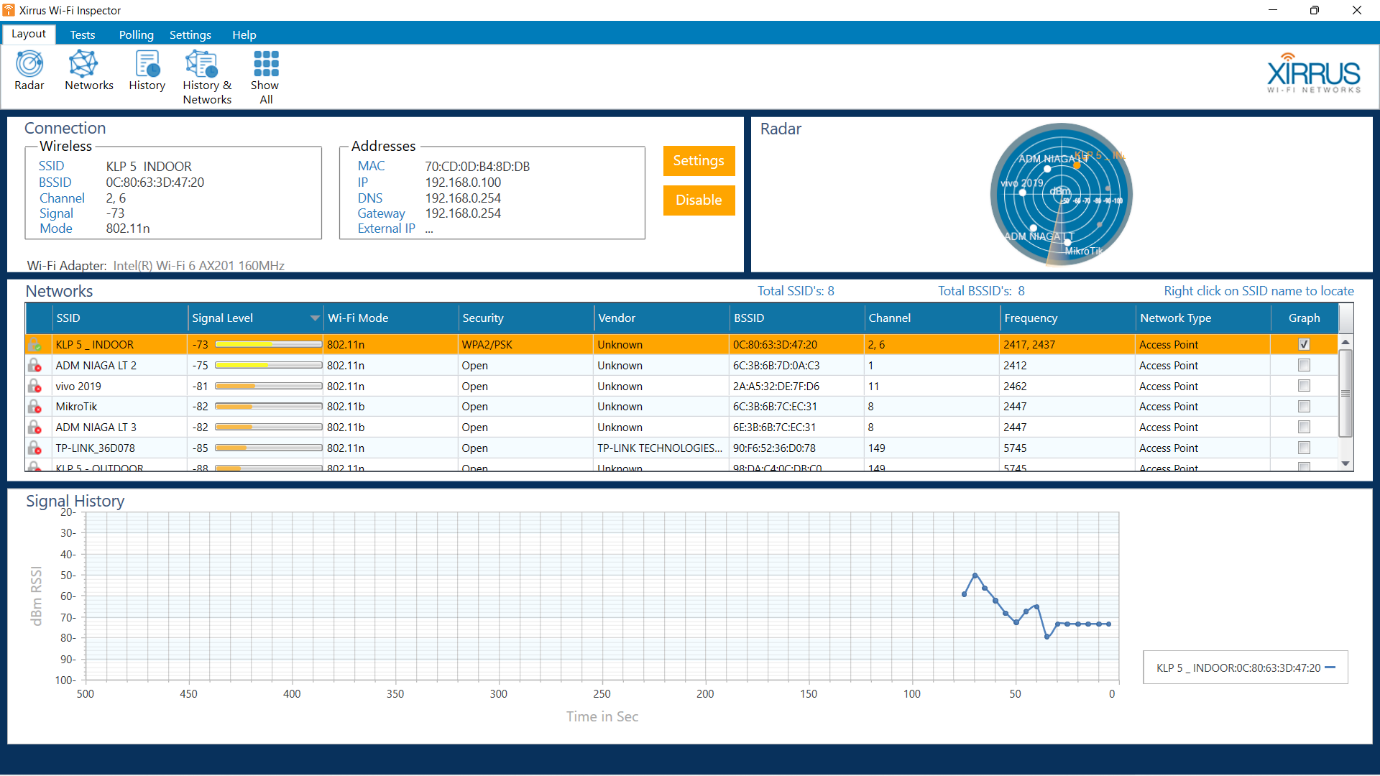 Xirrus Wi-Fi Inspector
Layout Tests Polling Settings Help
Radar Networks History History & Networks Show All
XIRRUS
WI-FI NETWORKS
Connection
Wireless
SSID KLP 5 INDOOR
BSSID 0C:80:63:3D:47:20
Channel 2, 6
Signal -73
Mode 802.11n
Addresses
MAC 70:CD:0D:B4:8D:DB
IP 192.168.0.100
DNS 192.168.0.254
Gateway 192.168.0.254
External IP ...
Settings
Disable
Wi-Fi Adapter: Intel(R) Wi-Fi 6 AX201 160MHz
Radar
KLP 5
ADM NIAGA LT
vivo 2019
dBm
-50 -60 -70 -80 -90 -100
ADM NIAGA LT
MikroTik
Networks Total SSID's: 8 Total BSSID's: 8 Right click on SSID name to locate
SSID Signal Level Wi-Fi Mode Security Vendor BSSID Channel Frequency Network Type Graph
KLP 5 _ INDOOR -73 802.11n WPA2/PSK Unknown 0C:80:63:3D:47:20 2, 6 2417, 2437 Access Point
ADM NIAGA LT 2 -75 802.11n Open Unknown 6C:3B:6B:7D:0A:C3 1 2412 Access Point
vivo 2019 -81 802.11n Open Unknown 2A:A5:32:DE:7F:D6 11 2462 Access Point
MikroTik -82 802.11b Open Unknown 6C:3B:6B:7C:EC:31 8 2447 Access Point
ADM NIAGA LT 3 -82 802.11b Open Unknown 6E:3B:6B:7C:EC:31 8 2447 Access Point
TP-LINK_36D078 -85 802.11n Open TP-LINK TECHNOLOGIES... 90:F6:52:36:D0:78 149 5745 Access Point
KLP 5 - OUTDOOR -88 802.11n Open Unknown 98:DA:C4:0C:DB:C0 149 5745 Access Point
Signal History
20-
30-
40-
50-
60-
70-
80-
90-
100-
dBm RSSI
500 450 400 350 300 250 200 150 100 50 0
Time in Sec
KLP 5 _ INDOOR:0C:80:63:3D:47:20